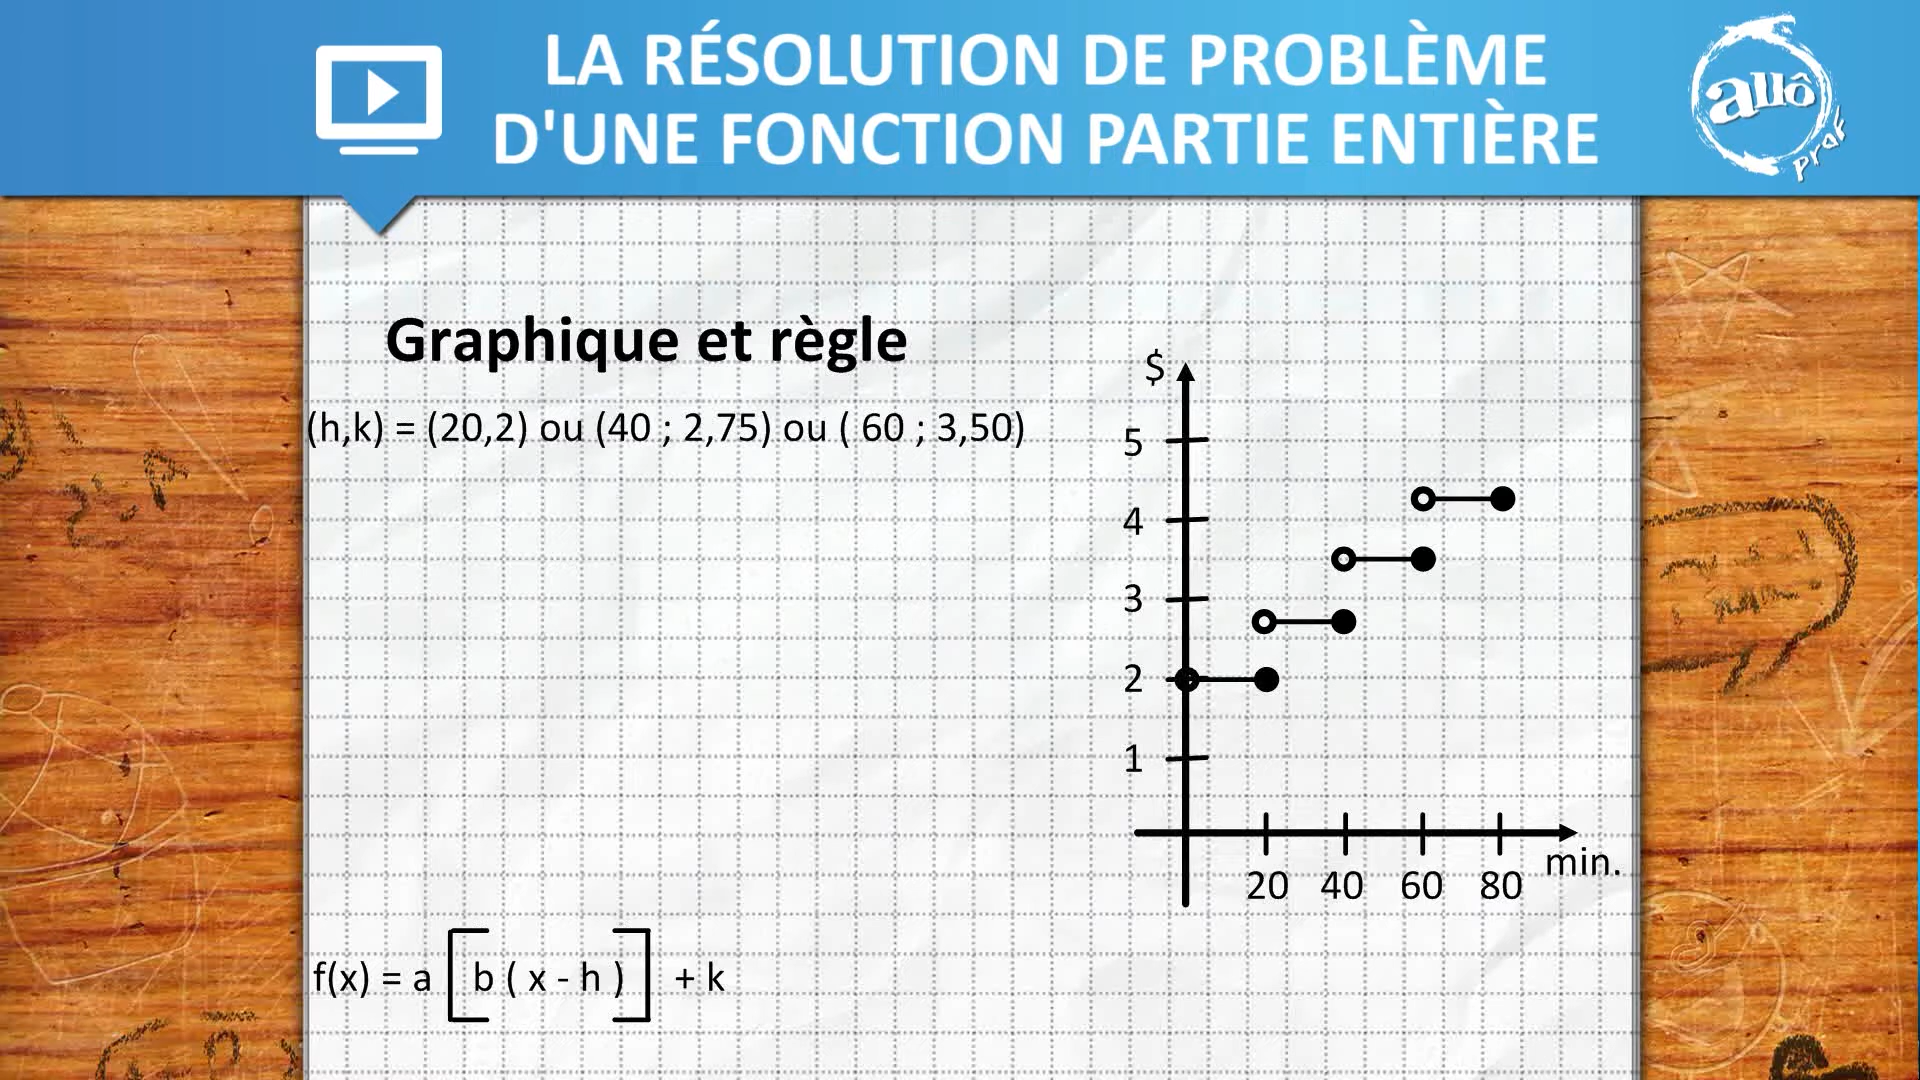 LA RÉSOLUTION DE PROBLÈME
D'UNE FONCTION PARTIE ENTIÈRE
allô
prof
Graphique et règle
(h,k) = (20,2) ou (40 ; 2,75) ou ( 60 ; 3,50)
$
5
4
3
2
1
20 40 60 80
min.
f(x) = a [ b ( x - h ) ] + k